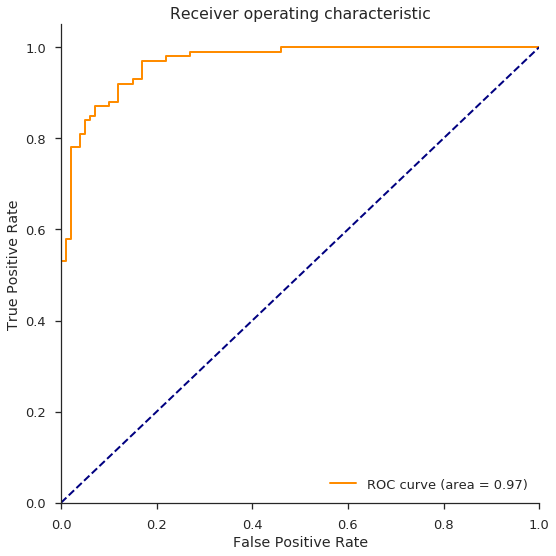 Receiver operating characteristic
True Positive Rate
1.0
0.8
0.6
0.4
0.2
0.0
ROC curve (area = 0.97)
0.0 0.2 0.4 0.6 0.8 1.0
False Positive Rate